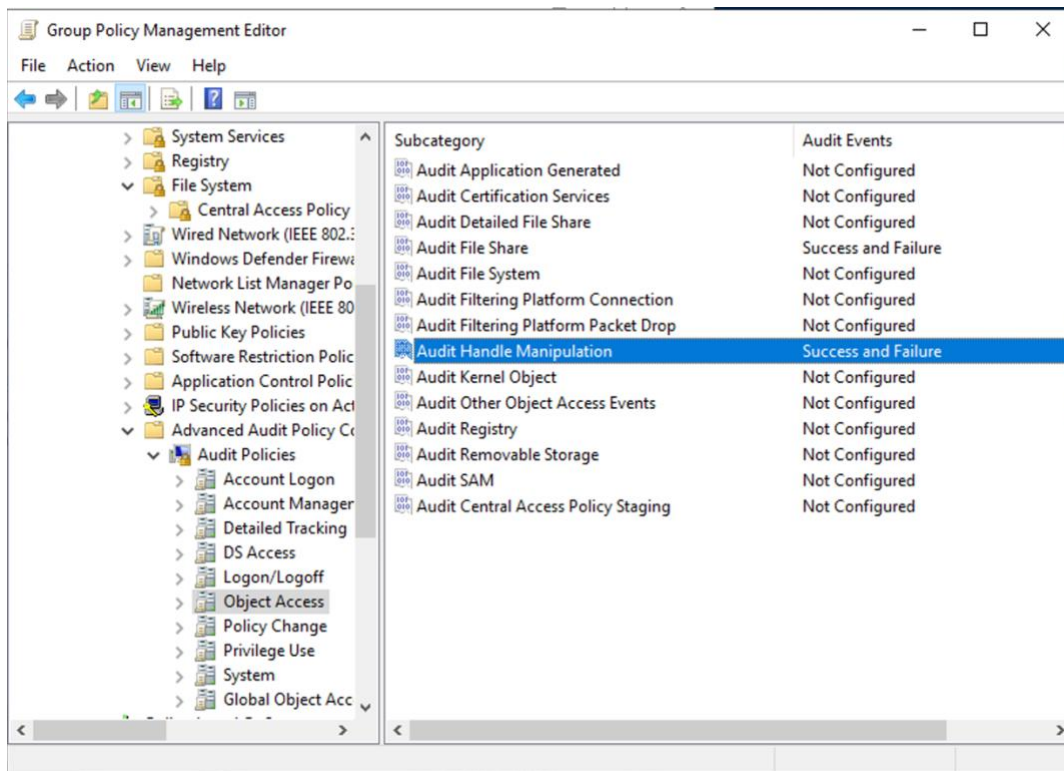 Group Policy Management Editor
File Action View Help
System Services
Registry
File System
Central Access Policy
Wired Network (IEEE 802.3
Windows Defender Firewa
Network List Manager Po
Wireless Network (IEEE 80
Public Key Policies
Software Restriction Polic
Application Control Polic
IP Security Policies on Act
Advanced Audit Policy Co
Audit Policies
Account Logon
Account Manager
Detailed Tracking
DS Access
Logon/Logoff
Object Access
Policy Change
Privilege Use
System
Global Object Acc
Subcategory Audit Events
Audit Application Generated Not Configured
Audit Certification Services Not Configured
Audit Detailed File Share Not Configured
Audit File Share Success and Failure
Audit File System Not Configured
Audit Filtering Platform Connection Not Configured
Audit Filtering Platform Packet Drop Not Configured
Audit Handle Manipulation Success and Failure
Audit Kernel Object Not Configured
Audit Other Object Access Events Not Configured
Audit Registry Not Configured
Audit Removable Storage Not Configured
Audit SAM Not Configured
Audit Central Access Policy Staging Not Configured